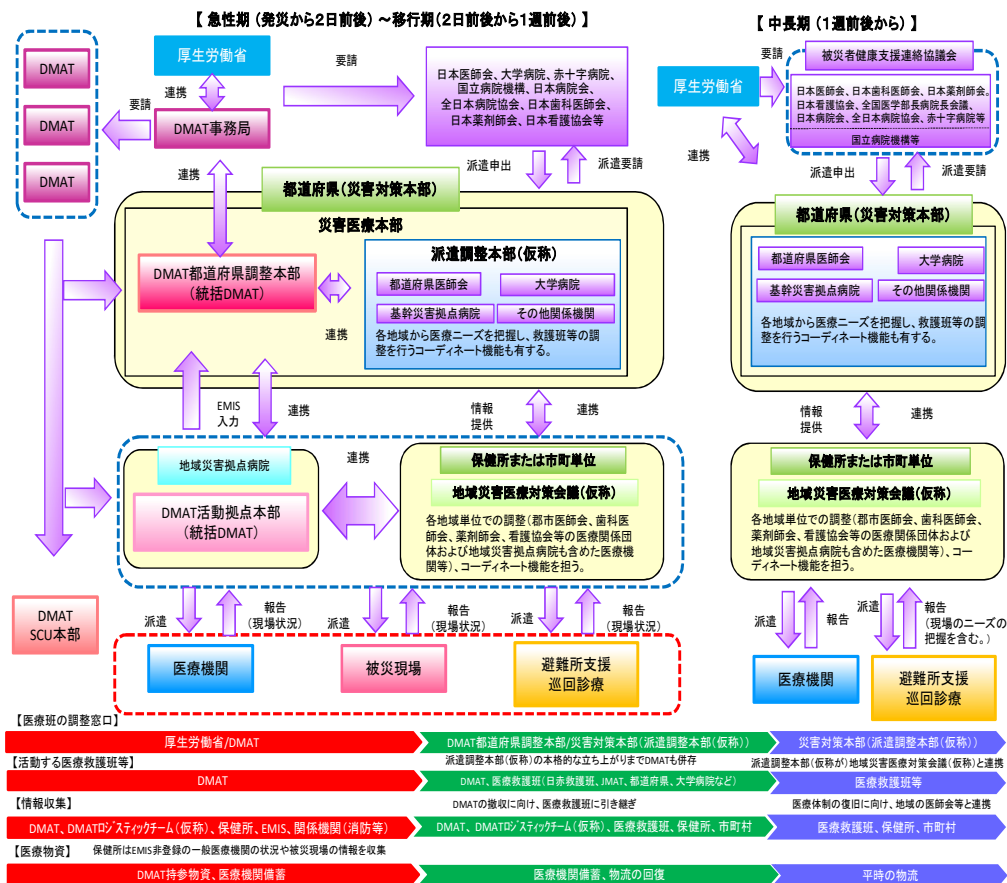 【 急性期 (発災から2日前後) ～移行期(2日前後から1週前後) 】
DMAT
DMAT
DMAT
要請
厚生労働省
連携
DMAT事務局
要請
日本医師会、大学病院、赤十字病院、
国立病院機構、日本病院会、
全日本病院協会、日本歯科医師会、
日本薬剤師会、日本看護協会等
連携
派遣申出
派遣要請
都道府県(災害対策本部)
災害医療本部
DMAT都道府県調整本部
(統括DMAT)
連携
派遣調整本部(仮称)
都道府県医師会
大学病院
基幹災害拠点病院
その他関係機関
各地域から医療ニーズを把握し、救護班等の調
整を行うコーディネート機能も有する。
EMIS
入力
連携
情報
提供
連携
地域災害拠点病院
DMAT活動拠点本部
(統括DMAT)
連携
保健所または市町単位
地域災害医療対策会議(仮称)
各地域単位での調整(郡市医師会、歯科医
師会、薬剤師会、看護協会等の医療関係団
体および地域災害拠点病院も含めた医療機
関等)、コーディネート機能を担う。
DMAT
SCU本部
派遣
報告
(現場状況)
派遣
報告
(現場状況)
派遣
報告
(現場状況)
医療機関
被災現場
避難所支援
巡回診療
【 中長期 (1週前後から) 】
厚生労働省
要請
連携
被災者健康支援連絡協議会
日本医師会、日本歯科医師会、日本薬剤師会。
日本看護協会、全国医学部長病院長会議、
日本病院会、全日本病院協会、赤十字病院等
国立病院機構等
派遣申出
派遣要請
都道府県(災害対策本部)
都道府県医師会
大学病院
基幹災害拠点病院
その他関係機関
各地域から医療ニーズを把握し、救護班等の調
整を行うコーディネート機能も有する。
情報
提供
連携
保健所または市町単位
地域災害医療対策会議(仮称)
各地域単位での調整(郡市医師会、歯科医師会、
薬剤師会、看護協会等の医療関係団体および
地域災害拠点病院も含めた医療機関等)、コー
ディネート機能を担う。
派遣
報告
派遣
報告
(現場のニーズの
把握を含む。)
医療機関
避難所支援
巡回診療
【医療班の調整窓口】
厚生労働省/DMAT
DMAT都道府県調整本部/災害対策本部(派遣調整本部(仮称))
災害対策本部(派遣調整本部(仮称))
【活動する医療救護班等】
派遣調整本部(仮称)の本格的な立ち上がりまでDMATも併存
派遣調整本部(仮称が)地域災害医療対策会議(仮称)と連携
DMAT
DMAT、医療救護班(日赤救護班、JMAT、都道府県、大学病院など)
医療救護班等
【情報収集】
DMATの撤収に向け、医療救護班に引き継ぎ
医療体制の復旧に向け、地域の医師会等と連携
DMAT、DMATﾛｼﾞスティックチーム(仮称)、保健所、EMIS、関係機関(消防等)
DMAT、DMATﾛｼﾞスティックチーム(仮称)、医療救護班、保健所、市町村
医療救護班、保健所、市町村
【医療物資】
保健所はEMIS非登録の一般医療機関の状況や被災現場の情報を収集
DMAT持参物資、医療機関備蓄
医療機関備蓄、物流の回復
平時の物流